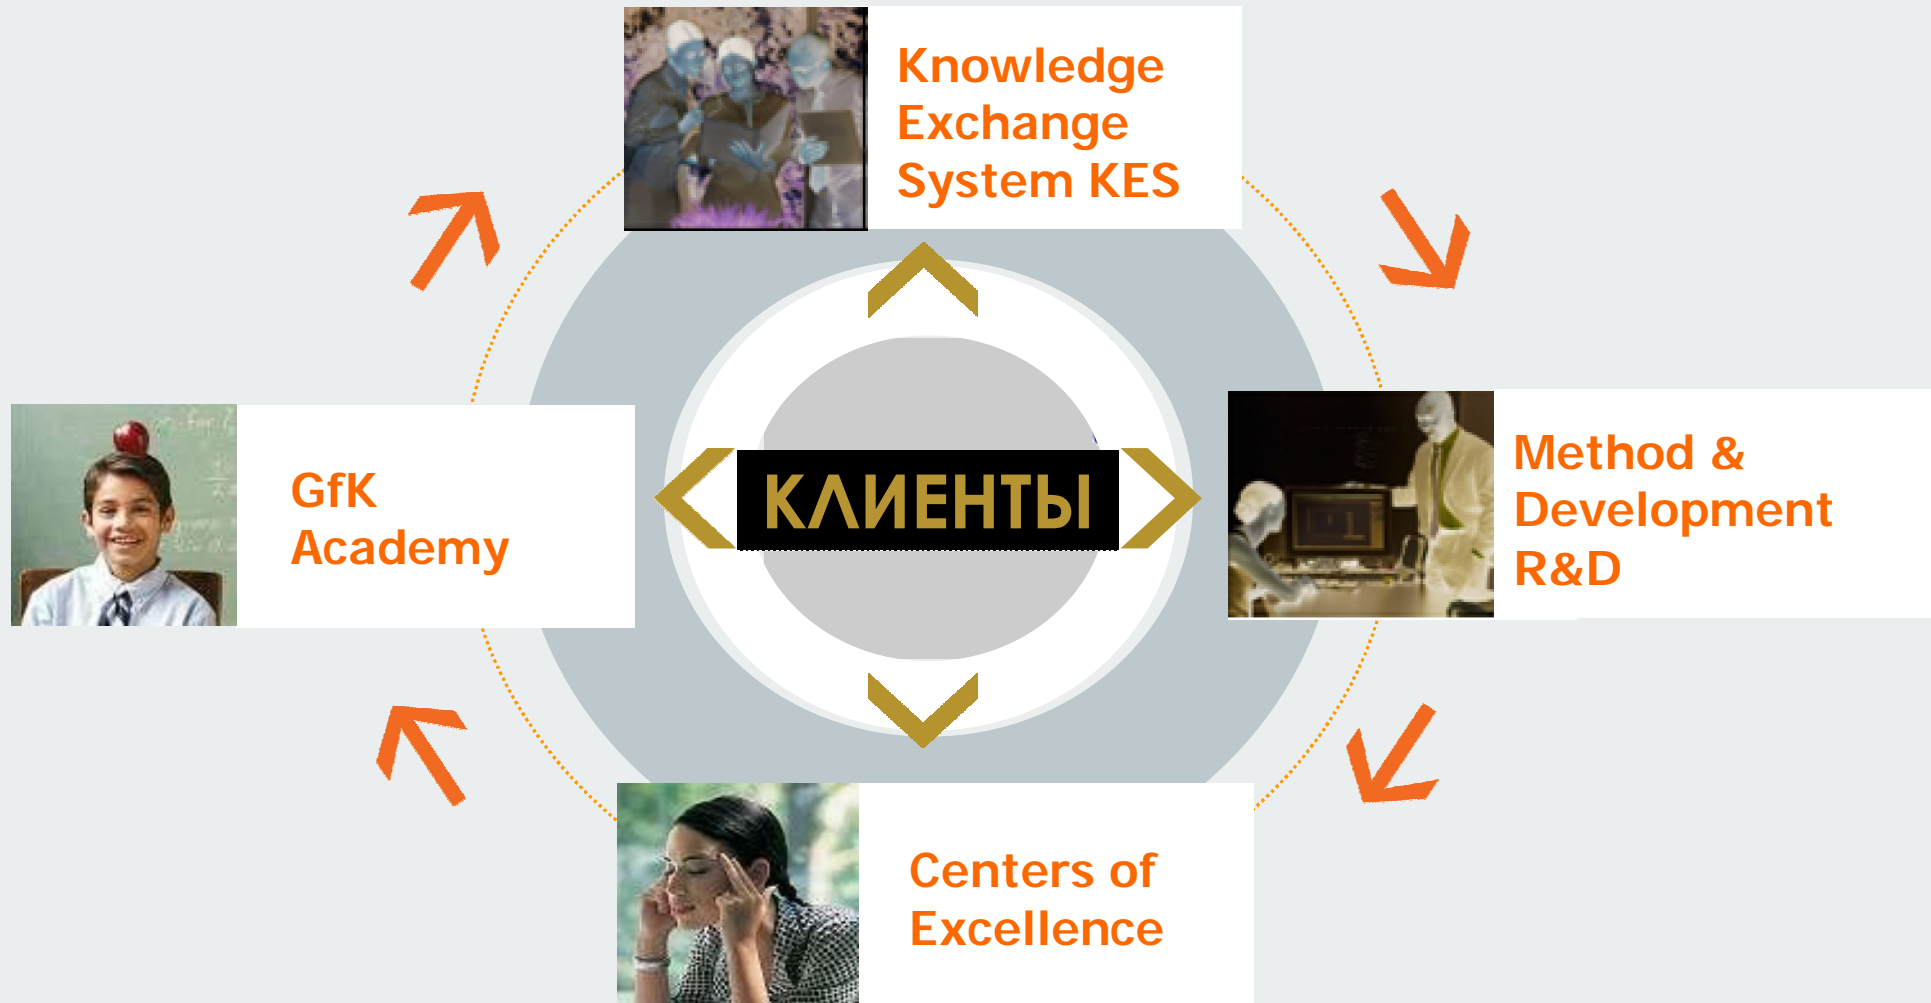 Knowledge
Exchange
System KES
GfK
Academy
КЛИЕНТЫ
Method &
Development
R&D
Centers of
Excellence